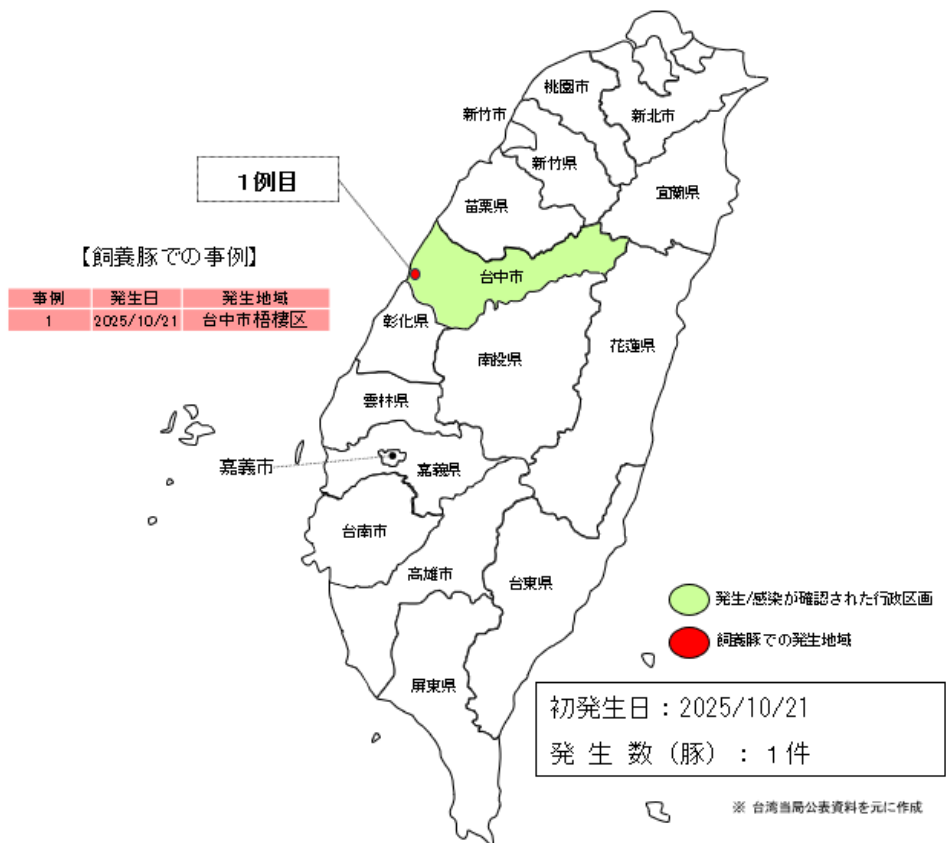 桃園市
新竹市
新北市
新竹県
1例目
宜蘭県
苗栗県
【飼養豚での事例】
台中市
事例 発生日 発生地域
1 2025/10/21 台中市梧棲区
彰化県
花蓮県
南投県
雲林県
嘉義市
嘉義県
台南市
高雄市
台東県
発生/感染が確認された行政区画
飼養豚での発生地域
屏東県
初発生日：2025/10/21
発生数（豚）：1件
※ 台湾当局公表資料を元に作成